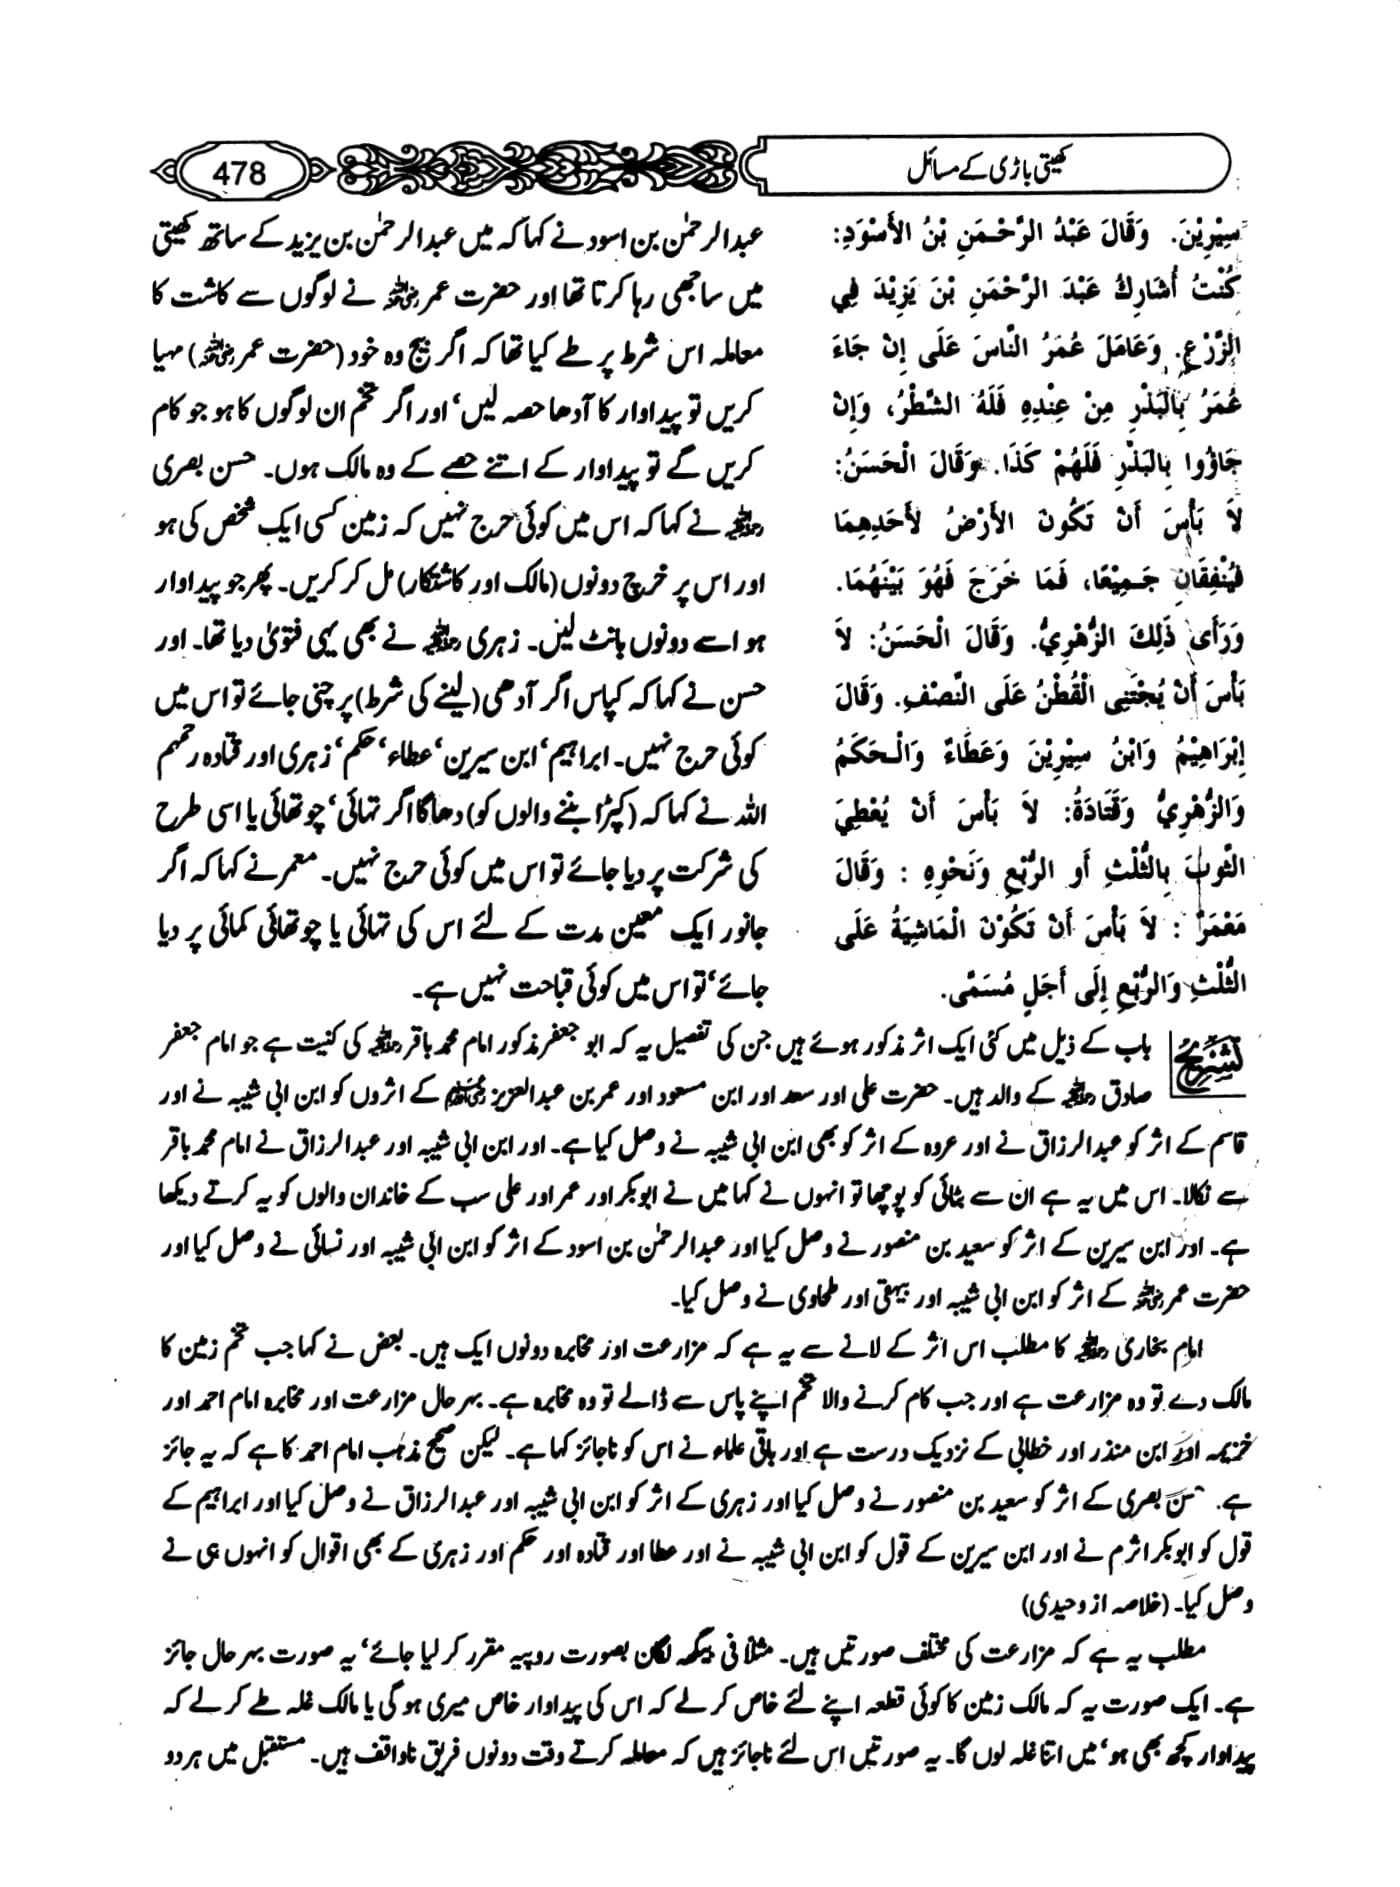 کھیتی باڑی کے مسائل
478
سِيْرِيْنَ. وَقَالَ عَبْدُ الرَّحْمَنِ بْنُ الأَسْوَدِ:
كُنْتُ أُشَارِكُ عَبْدَ الرَّحْمَنِ بْنَ يَزِيْدَ فِي
الزَّرْعِ. وَعَامَلَ عُمَرُ النَّاسَ عَلَى إِنْ جَاءَ
عُمَرُ بِالْبَذْرِ مِنْ عِنْدِهِ فَلَهُ الشَّطْرُ، وَإِنْ
جَاؤُوا بِالبَذْرِ فَلَهُمْ كَذَا. وَقَالَ الْحَسَنُ:
لاَ بَأْسَ أَنْ تَكُونَ الأَرْضُ لأَحَدِهِمَا
فَيُنْفِقَانِ جَمِيْعًا، فَمَا خَرَجَ فَهُوَ بَيْنَهُمَا.
وَرَأَى ذَلِكَ الزُّهْرِيُّ. وَقَالَ الْحَسَنُ: لاَ
بَأْسَ أَنْ يُجْتَنِى الْقُطْنُ عَلَى النِّصْفِ. وَقَالَ
إِبْرَاهِيْمُ وَابْنُ سِيْرِيْنَ وَعَطَاءٌ وَالْحَكَمُ
وَالزُّهْرِيُّ وَقَتَادَةُ: لاَ بَأْسَ أَنْ يُعْطِيَ
الثَّوبَ بِالثُّلْثِ أَو الرُّبْعِ وَنَحْوِهِ : وَقَالَ
مَعْمَرٌ : لاَ بَأْسَ أَنْ تَكُوْنَ الْمَاشِيَةُ عَلَى
الثُّلْثِ وَالرُّبْعِ إِلَى أَجَلٍ مُسَمًّى.
عبدالرحمٰن بن اسود نے کہا کہ میں عبدالرحمٰن بن یزید کے ساتھ کھیتی
میں ساجھی رہا کرتا تھا اور حضرت عمر رضی اللہ نے لوگوں سے کاشت کا
معاملہ اس شرط پر طے کیا تھا کہ اگر بیج وہ خود (حضرت عمر رضی اللہ) مہیا
کریں تو پیداوار کا آدھا حصہ لیں‘ اور اگر تخم ان لوگوں کا ہو جو کام
کریں گے تو پیداوار کے اتنے حصے کے وہ مالک ہوں۔ حسن بصری
رحمہ اللہ نے کہا کہ اس میں کوئی حرج نہیں کہ زمین کسی ایک شخص کی ہو
اور اس پر خرچ دونوں (مالک اور کاشتکار) مل کر کریں۔ پھر جو پیداوار
ہو اسے دونوں بانٹ لیں۔ زہری رحمہ اللہ نے بھی یہی فتویٰ دیا تھا۔ اور
حسن نے کہا کہ کپاس اگر آدھی (لینے کی شرط) پر چنی جائے تو اس میں
کوئی حرج نہیں۔ ابراہیم‘ ابن سیرین‘ عطاء‘ حکم‘ زہری اور قتادہ رحمہم
اللہ نے کہا کہ (کپڑا بننے والوں کو) دھاگا اگر تہائی‘ چوتھائی یا اسی طرح
کی شرکت پر دیا جائے تو اس میں کوئی حرج نہیں۔ معمر نے کہا کہ اگر
جانور ایک معین مدت کے لئے اس کی تہائی یا چوتھائی کمائی پر دیا
جائے‘ تو اس میں کوئی قباحت نہیں ہے۔
تشریح باب کے ذیل میں کئی ایک اثر مذکور ہوئے ہیں جن کی تفصیل یہ کہ ابو جعفر مذکور امام محمد باقر رحمہ اللہ کی کنیت ہے جو امام جعفر
صادق رحمہ اللہ کے والد ہیں۔ حضرت علی اور سعد اور ابن مسعود اور عمر بن عبدالعزیز کے اثروں کو ابن ابی شیبہ نے اور
قاسم کے اثر کو عبدالرزاق نے اور عروہ کے اثر کو بھی ابن ابی شیبہ نے وصل کیا ہے۔ اور ابن ابی شیبہ اور عبدالرزاق نے امام محمد باقر
سے نکالا۔ اس میں یہ ہے ان سے بٹائی کو پوچھا تو انہوں نے کہا میں نے ابوبکر اور عمر اور علی سب کے خاندان والوں کو یہ کرتے دیکھا
ہے۔ اور ابن سیرین کے اثر کو سعید بن منصور نے وصل کیا اور عبدالرحمٰن بن اسود کے اثر کو ابن ابی شیبہ اور نسائی نے وصل کیا اور
حضرت عمر رضی اللہ کے اثر کو ابن ابی شیبہ اور بیہقی اور طحاوی نے وصل کیا۔
امام بخاری رحمہ اللہ کا مطلب اس اثر کے لانے سے یہ ہے کہ مزارعت اور مخابرہ دونوں ایک ہیں۔ بعض نے کہا جب تخم زمین کا
مالک دے تو وہ مزارعت ہے اور جب کام کرنے والا تخم اپنے پاس سے ڈالے تو وہ مخابرہ ہے۔ بہر حال مزارعت اور مخابرہ امام احمد اور
خزیمہ اور ابن منذر اور خطابی کے نزدیک درست ہے اور باقی علماء نے اس کو ناجائز کہا ہے۔ لیکن صحیح مذہب امام احمد کا ہے کہ یہ جائز
ہے۔ حسن بصری کے اثر کو سعید بن منصور نے وصل کیا اور زہری کے اثر کو ابن ابی شیبہ اور عبدالرزاق نے وصل کیا اور ابراہیم کے
قول کو ابوبکر اثرم نے اور ابن سیرین کے قول کو ابن ابی شیبہ نے اور عطا اور قتادہ اور حکم اور زہری کے بھی اقوال کو انہوں ہی نے
وصل کیا۔ (خلاصہ از وحیدی)
مطلب یہ ہے کہ مزارعت کی مختلف صورتیں ہیں۔ مثلاً فی بیگھہ لگان بصورت روپیہ مقرر کر لیا جائے‘ یہ صورت بہر حال جائز
ہے۔ ایک صورت یہ کہ مالک زمین کا کوئی قطعہ اپنے لئے خاص کر لے کہ اس کی پیداوار خاص میری ہو گی یا مالک غلہ طے کر لے کہ
پیداوار کچھ بھی ہو‘ میں اتنا غلہ لوں گا۔ یہ صورتیں اس لئے ناجائز ہیں کہ معاملہ کرتے وقت دونوں فریق ناواقف ہیں۔ مستقبل میں ہر دو